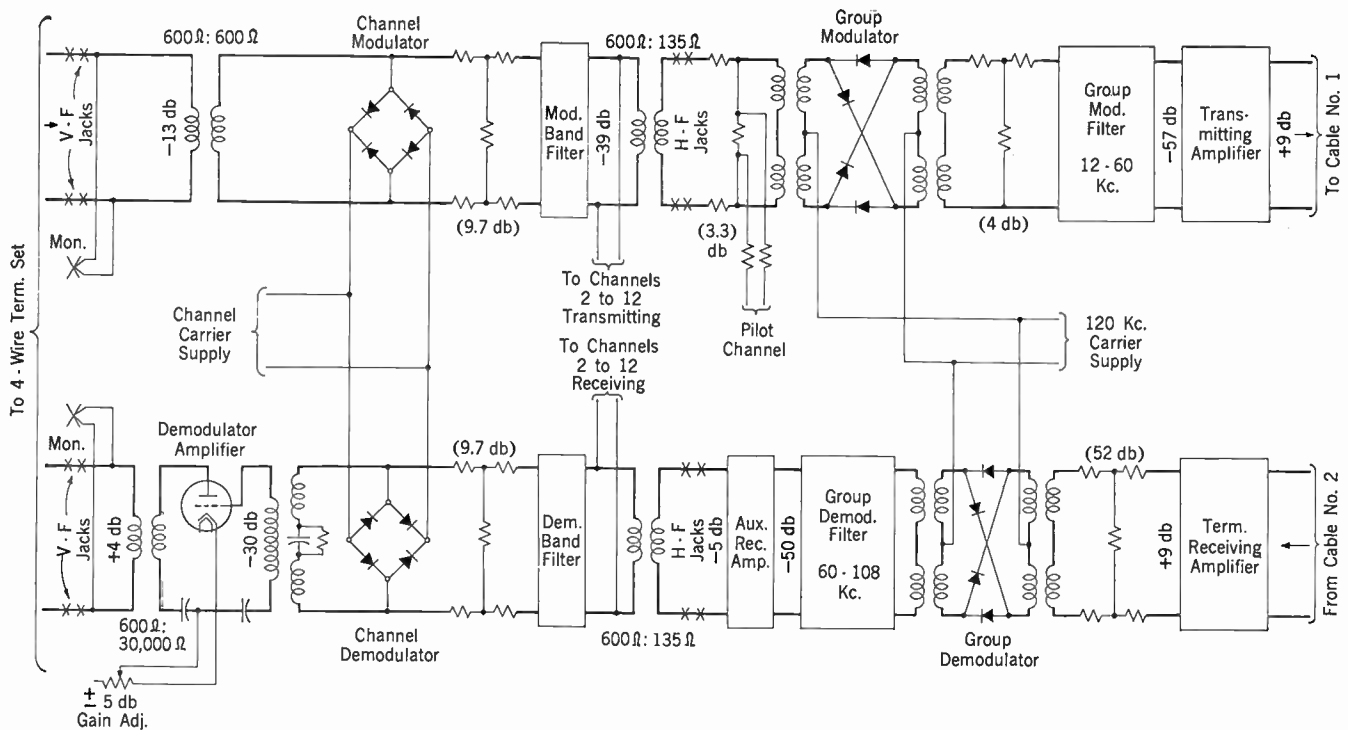 600Ω: 600Ω
Channel
Modulator
600Ω: 135Ω
Group
Modulator
V - F
Jacks
-13 db
Mod.
Band
Filter
-39 db
H - F
Jacks
Group
Mod.
Filter
12 - 60
Kc.
-57 db
Trans-
mitting
Amplifier
+9 db
To Cable No. 1
(9.7 db)
(3.3)
db
(4 db)
Mon.
To Channels
2 to 12
Transmitting
Pilot
Channel
Channel
Carrier
Supply
120 Kc.
Carrier
Supply
To 4 - Wire Term. Set
To Channels
2 to 12
Receiving
Mon.
Demodulator
Amplifier
(9.7 db)
(52 db)
V - F
Jacks
+4 db
-30 db
Dem.
Band
Filter
H - F
Jacks
-5 db
Aux.
Rec.
Amp.
-50 db
Group
Demod.
Filter
60 - 108
Kc.
+9 db
Term.
Receiving
Amplifier
From Cable No. 2
600Ω:
30,000Ω
Channel
Demodulator
600Ω: 135Ω
Group
Demodulator
± 5 db
Gain Adj.